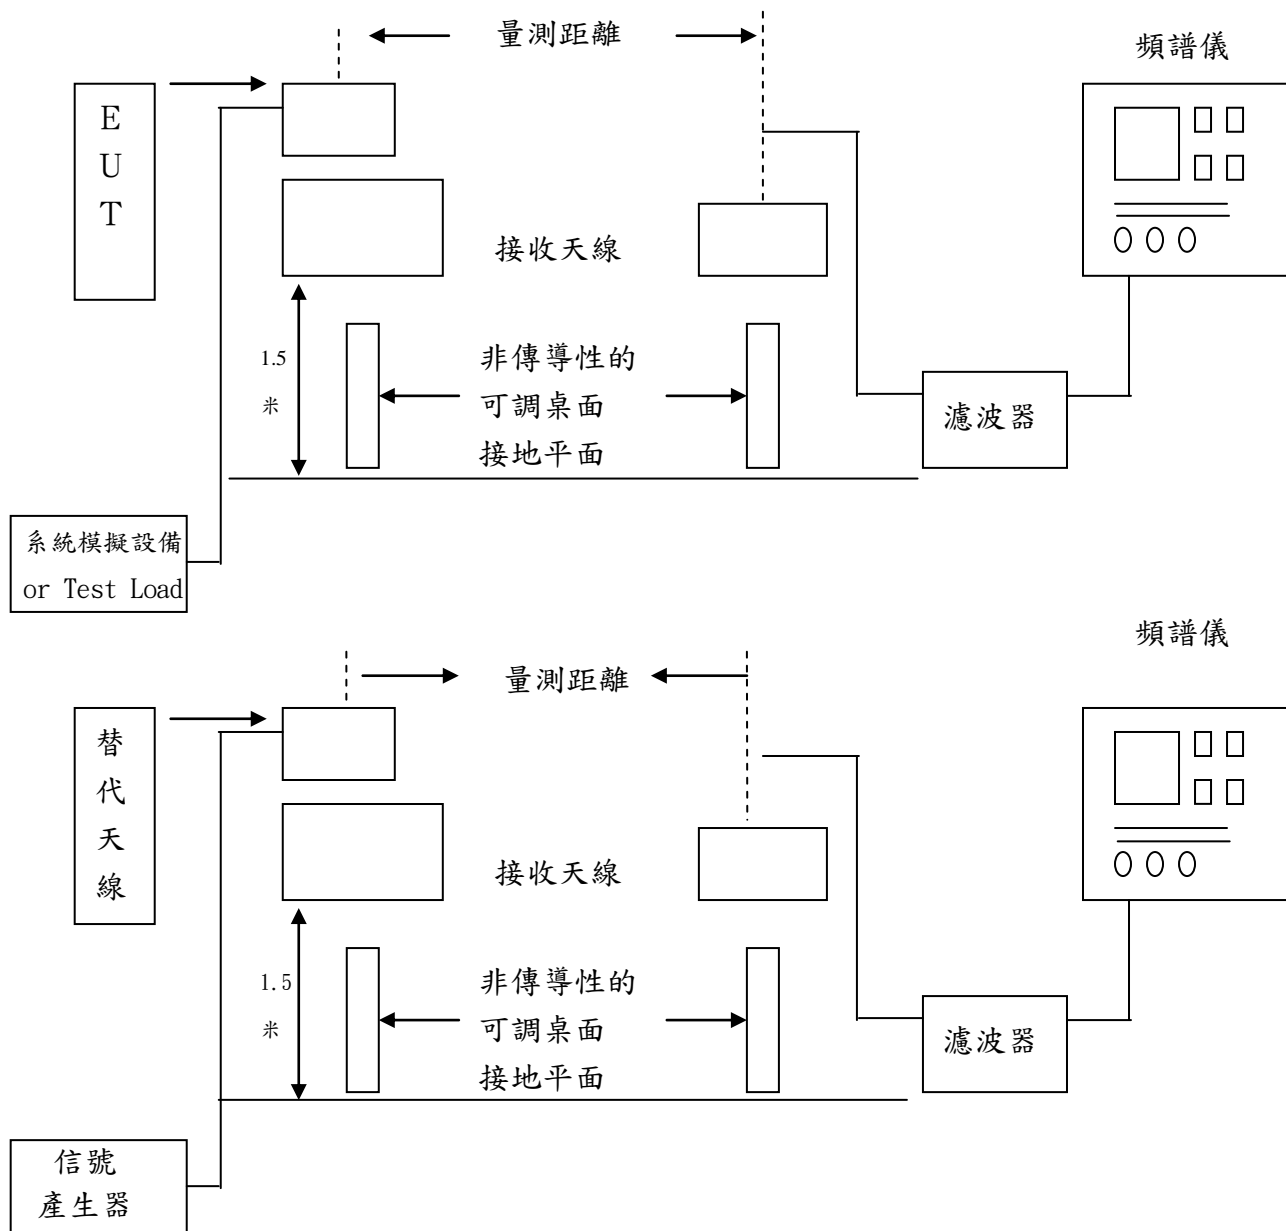 量測距離
頻譜儀
E
U
T
接收天線
1.5
米
非傳導性的
可調桌面
接地平面
濾波器
系統模擬設備
or Test Load
頻譜儀
量測距離
替
代
天
線
接收天線
1.5
米
非傳導性的
可調桌面
接地平面
濾波器
信號
產生器